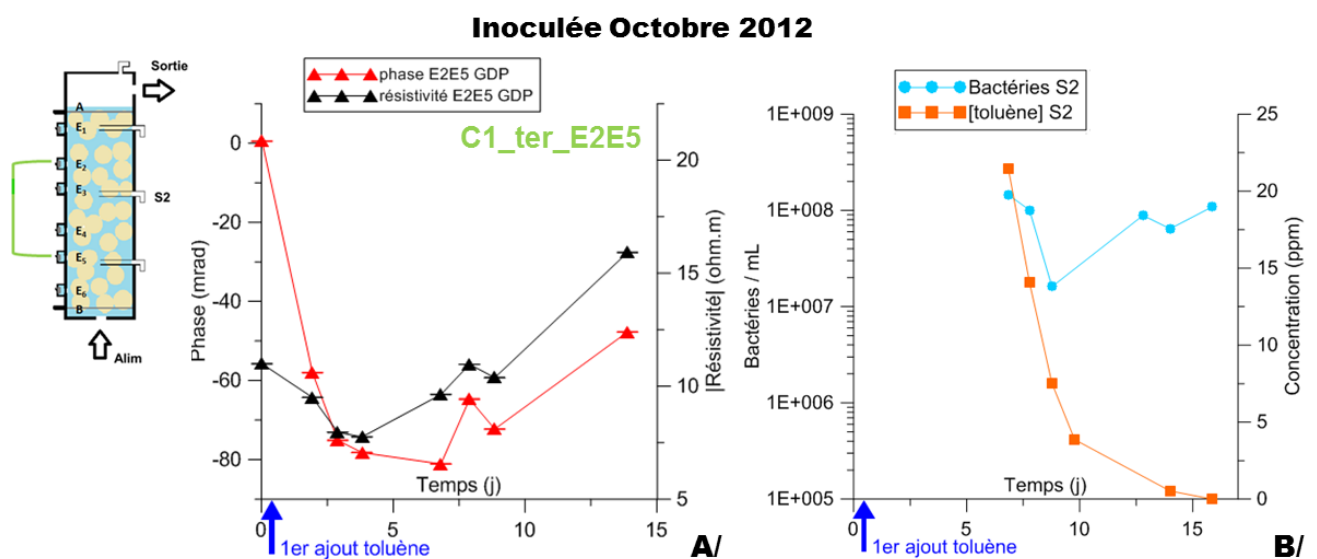 Inoculée Octobre 2012
Sortie
A
E1
E2
E3
S2
E4
E5
E6
B
Alim
phase E2E5 GDP
résistivité E2E5 GDP
C1_ter_E2E5
Phase (mrad)
0
-20
-40
-60
-80
|Résistivité| (ohm.m)
20
15
10
5
Temps (j)
0 5 10 15
1er ajout toluène
A/
Bactéries S2
[toluène] S2
Bactéries / mL
1E+009
1E+008
1E+007
1E+006
1E+005
Concentration (ppm)
25
20
15
10
5
0
Temps (j)
0 5 10 15
1er ajout toluène
B/